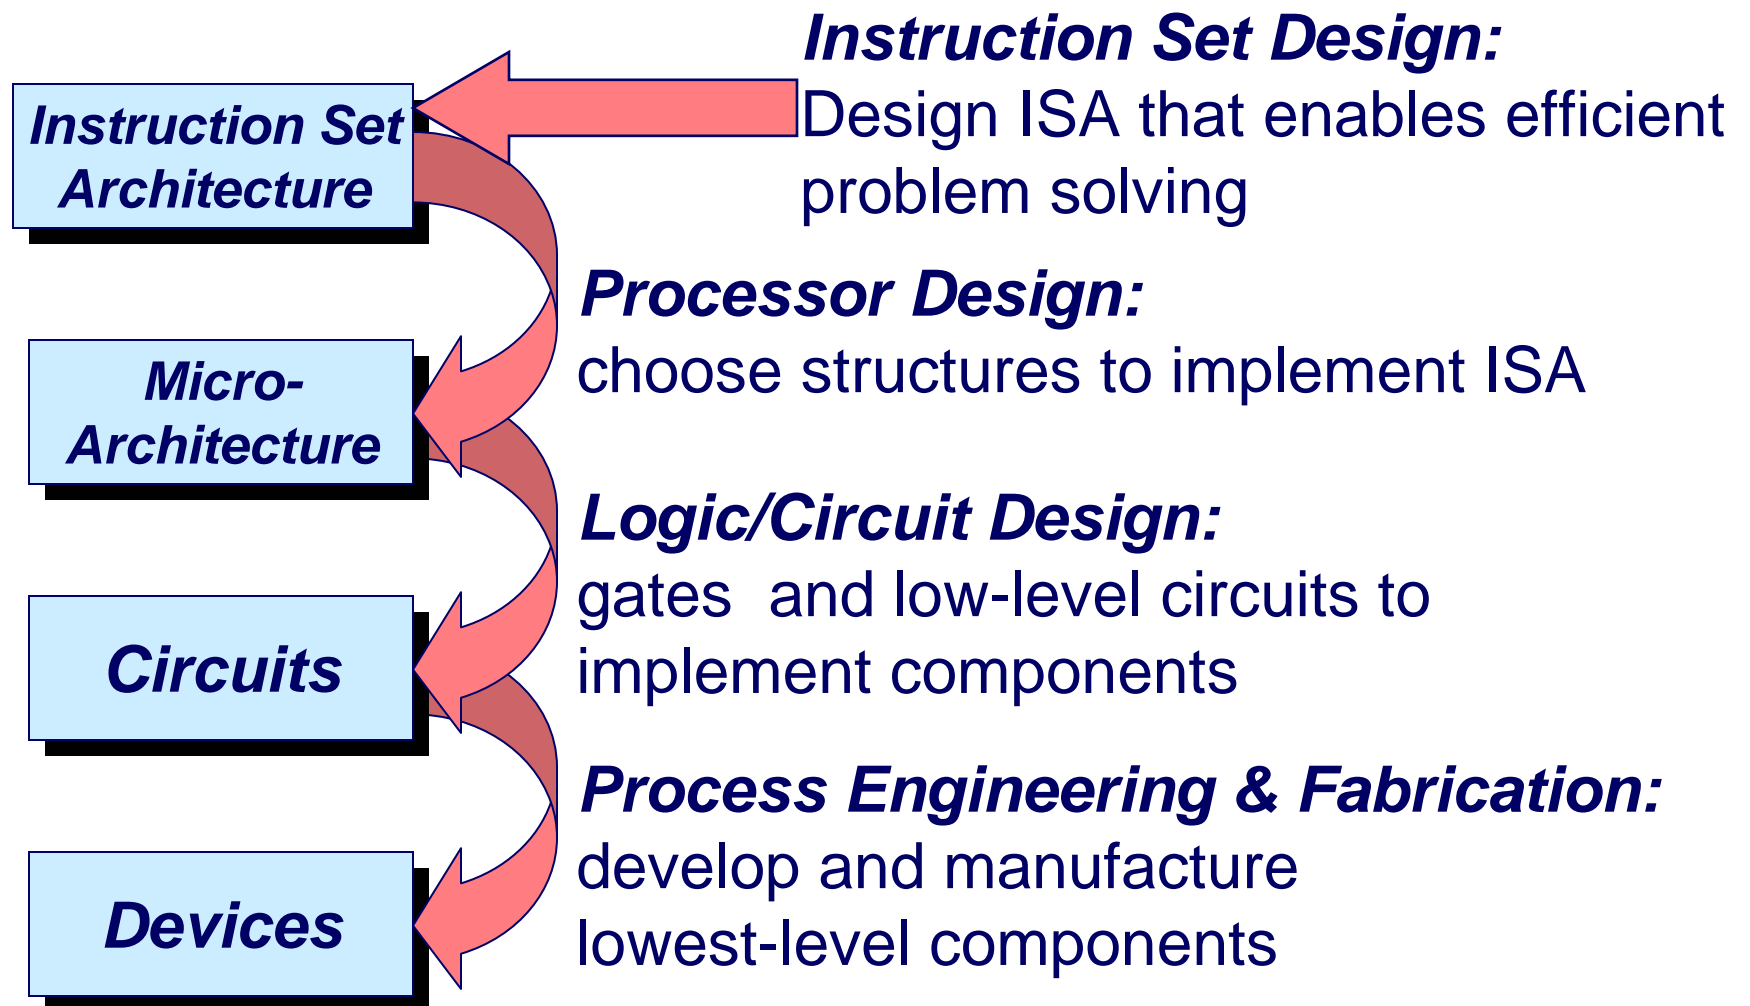 Instruction Set Design:
Design ISA that enables efficient
problem solving
Instruction Set
Architecture
Processor Design:
choose structures to implement ISA
Micro-
Architecture
Logic/Circuit Design:
gates  and low-level circuits to
implement components
Circuits
Process Engineering & Fabrication:
develop and manufacture
lowest-level components
Devices